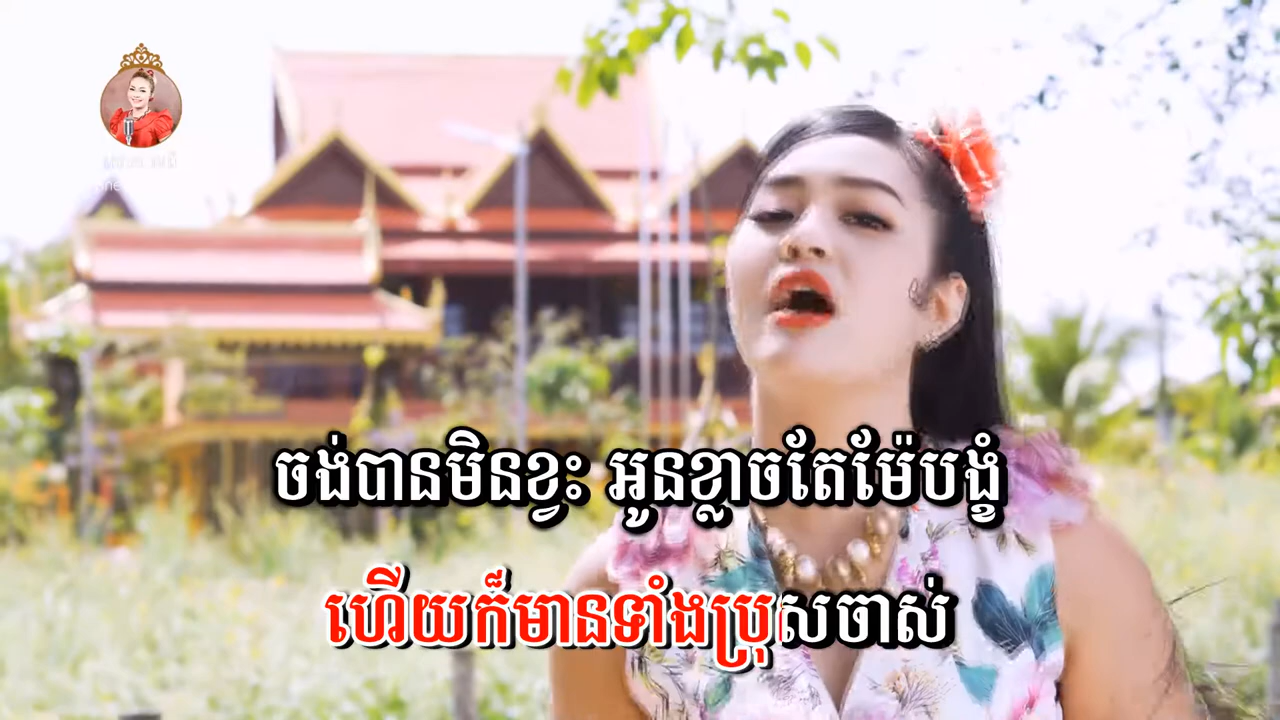 ចង់បានមិនខ្វះ អូនខ្លាចតែម៉ែបង្ខំ
ហើយក៏មានទាំងប្រុសចាស់